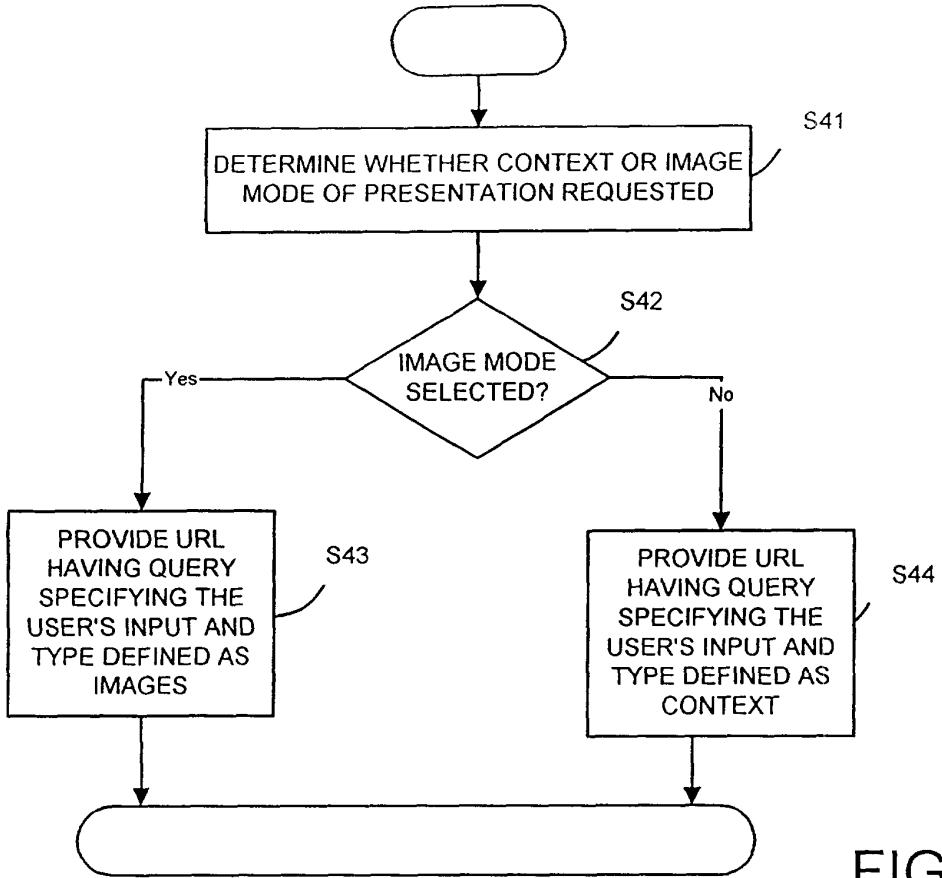 S41
DETERMINE WHETHER CONTEXT OR IMAGE
MODE OF PRESENTATION REQUESTED
S42
IMAGE MODE
SELECTED?
Yes
No
PROVIDE URL
HAVING QUERY
SPECIFYING THE
USER'S INPUT AND
TYPE DEFINED AS
IMAGES
S43
PROVIDE URL
HAVING QUERY
SPECIFYING THE
USER'S INPUT AND
TYPE DEFINED AS
CONTEXT
S44
FIG